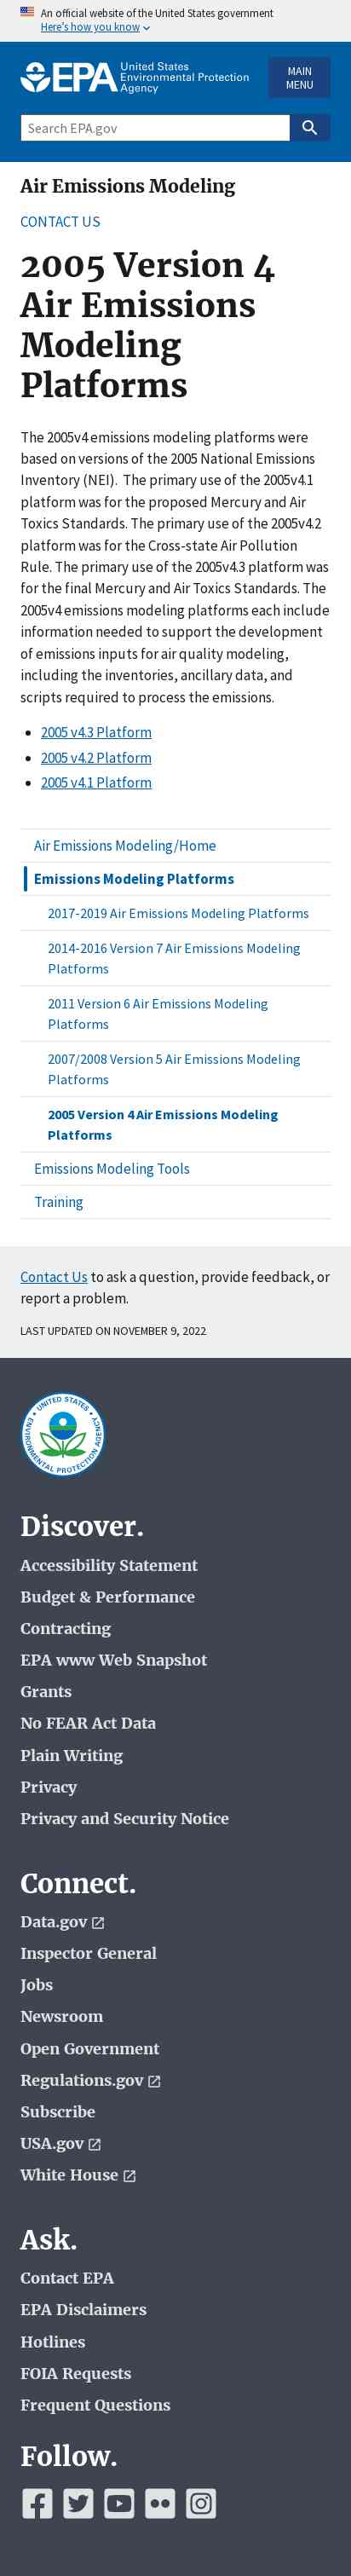 An official website of the United States government
Here's how you know
EPA
United States
Environmental Protection
Agency
MAIN
MENU
Search EPA.gov
Air Emissions Modeling
CONTACT US
2005 Version 4
Air Emissions
Modeling
Platforms
The 2005v4 emissions modeling platforms were
based on versions of the 2005 National Emissions
Inventory (NEI).  The primary use of the 2005v4.1
platform was for the proposed Mercury and Air
Toxics Standards. The primary use of the 2005v4.2
platform was for the Cross-state Air Pollution
Rule. The primary use of the 2005v4.3 platform was
for the final Mercury and Air Toxics Standards. The
2005v4 emissions modeling platforms each include
information needed to support the development
of emissions inputs for air quality modeling,
including the inventories, ancillary data, and
scripts required to process the emissions.
2005 v4.3 Platform
2005 v4.2 Platform
2005 v4.1 Platform
Air Emissions Modeling/Home
Emissions Modeling Platforms
2017-2019 Air Emissions Modeling Platforms
2014-2016 Version 7 Air Emissions Modeling
Platforms
2011 Version 6 Air Emissions Modeling
Platforms
2007/2008 Version 5 Air Emissions Modeling
Platforms
2005 Version 4 Air Emissions Modeling
Platforms
Emissions Modeling Tools
Training
Contact Us to ask a question, provide feedback, or
report a problem.
LAST UPDATED ON NOVEMBER 9, 2022
UNITED STATES
ENVIRONMENTAL PROTECTION AGENCY
Discover.
Accessibility Statement
Budget & Performance
Contracting
EPA www Web Snapshot
Grants
No FEAR Act Data
Plain Writing
Privacy
Privacy and Security Notice
Connect.
Data.gov
Inspector General
Jobs
Newsroom
Open Government
Regulations.gov
Subscribe
USA.gov
White House
Ask.
Contact EPA
EPA Disclaimers
Hotlines
FOIA Requests
Frequent Questions
Follow.